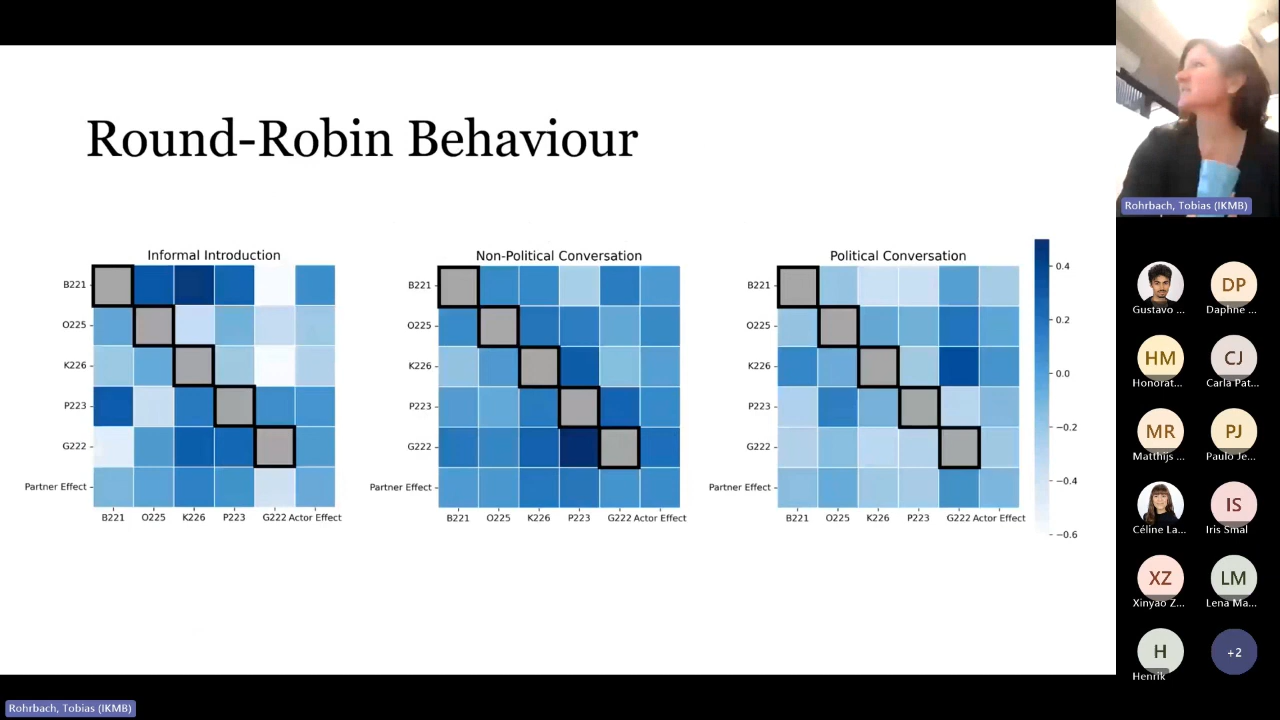 Round-Robin Behaviour
Informal Introduction
B221
O225
K226
P223
G222
Partner Effect
B221 O225 K226 P223 G222 Actor Effect
Non-Political Conversation
B221
O225
K226
P223
G222
Partner Effect
B221 O225 K226 P223 G222 Actor Effect
Political Conversation
B221
O225
K226
P223
G222
Partner Effect
B221 O225 K226 P223 G222 Actor Effect
0.4
0.2
0.0
−0.2
−0.4
−0.6
Rohrbach, Tobias (IKMB)
Gustavo ...
DP
Daphne ...
HM
Honorat...
CJ
Carla Pat...
MR
Matthijs ...
PJ
Paulo Je...
Céline La...
IS
Iris Smal
XZ
Xinyao Z...
LM
Lena Ma...
H
Henrik
+2
Rohrbach, Tobias (IKMB)